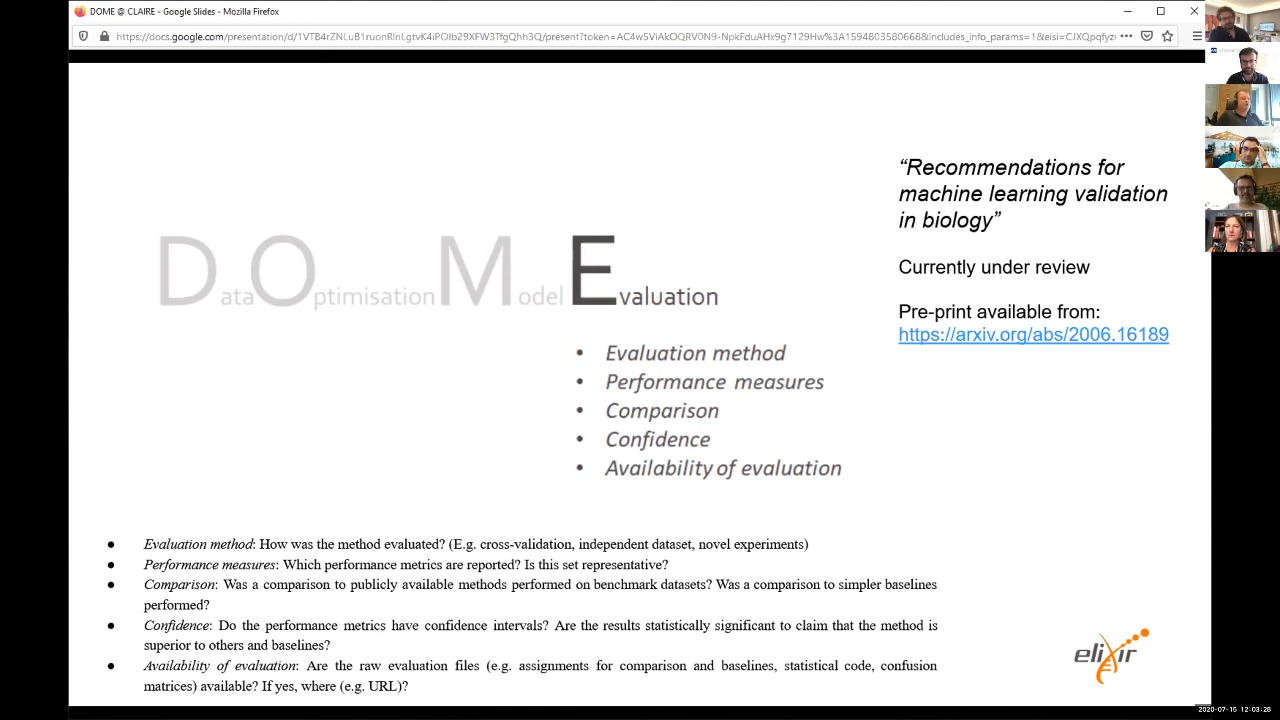 DOME @ CLAIRE - Google Slides - Mozilla Firefox
“Recommendations for
machine learning validation
in biology”
Currently under review
Pre-print available from:
https://arxiv.org/abs/2006.16189
Data Optimisation Model Evaluation
• Evaluation method
• Performance measures
• Comparison
• Confidence
• Availability of evaluation
● Evaluation method: How was the method evaluated? (E.g. cross-validation, independent dataset, novel experiments)
● Performance measures: Which performance metrics are reported? Is this set representative?
● Comparison: Was a comparison to publicly available methods performed on benchmark datasets? Was a comparison to simpler baselines
performed?
● Confidence: Do the performance metrics have confidence intervals? Are the results statistically significant to claim that the method is
superior to others and baselines?
● Availability of evaluation: Are the raw evaluation files (e.g. assignments for comparison and baselines, statistical code, confusion
matrices) available? If yes, where (e.g. URL)?
elixir
2020-07-15 12:03:28